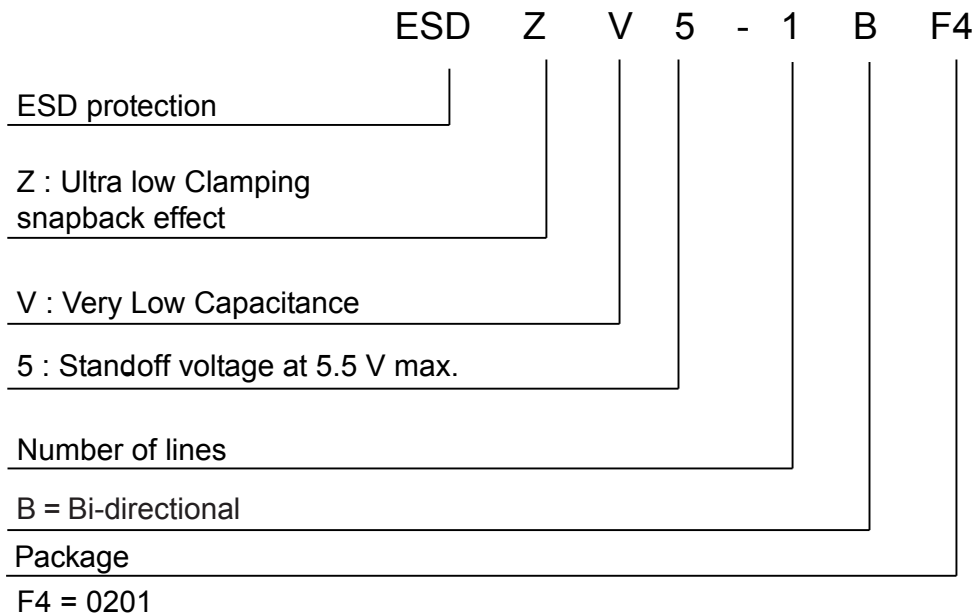 ESD Z V 5 - 1 B F4
ESD protection
Z : Ultra low Clamping
snapback effect
V : Very Low Capacitance
5 : Standoff voltage at 5.5 V max.
Number of lines
B = Bi-directional
Package
F4 = 0201